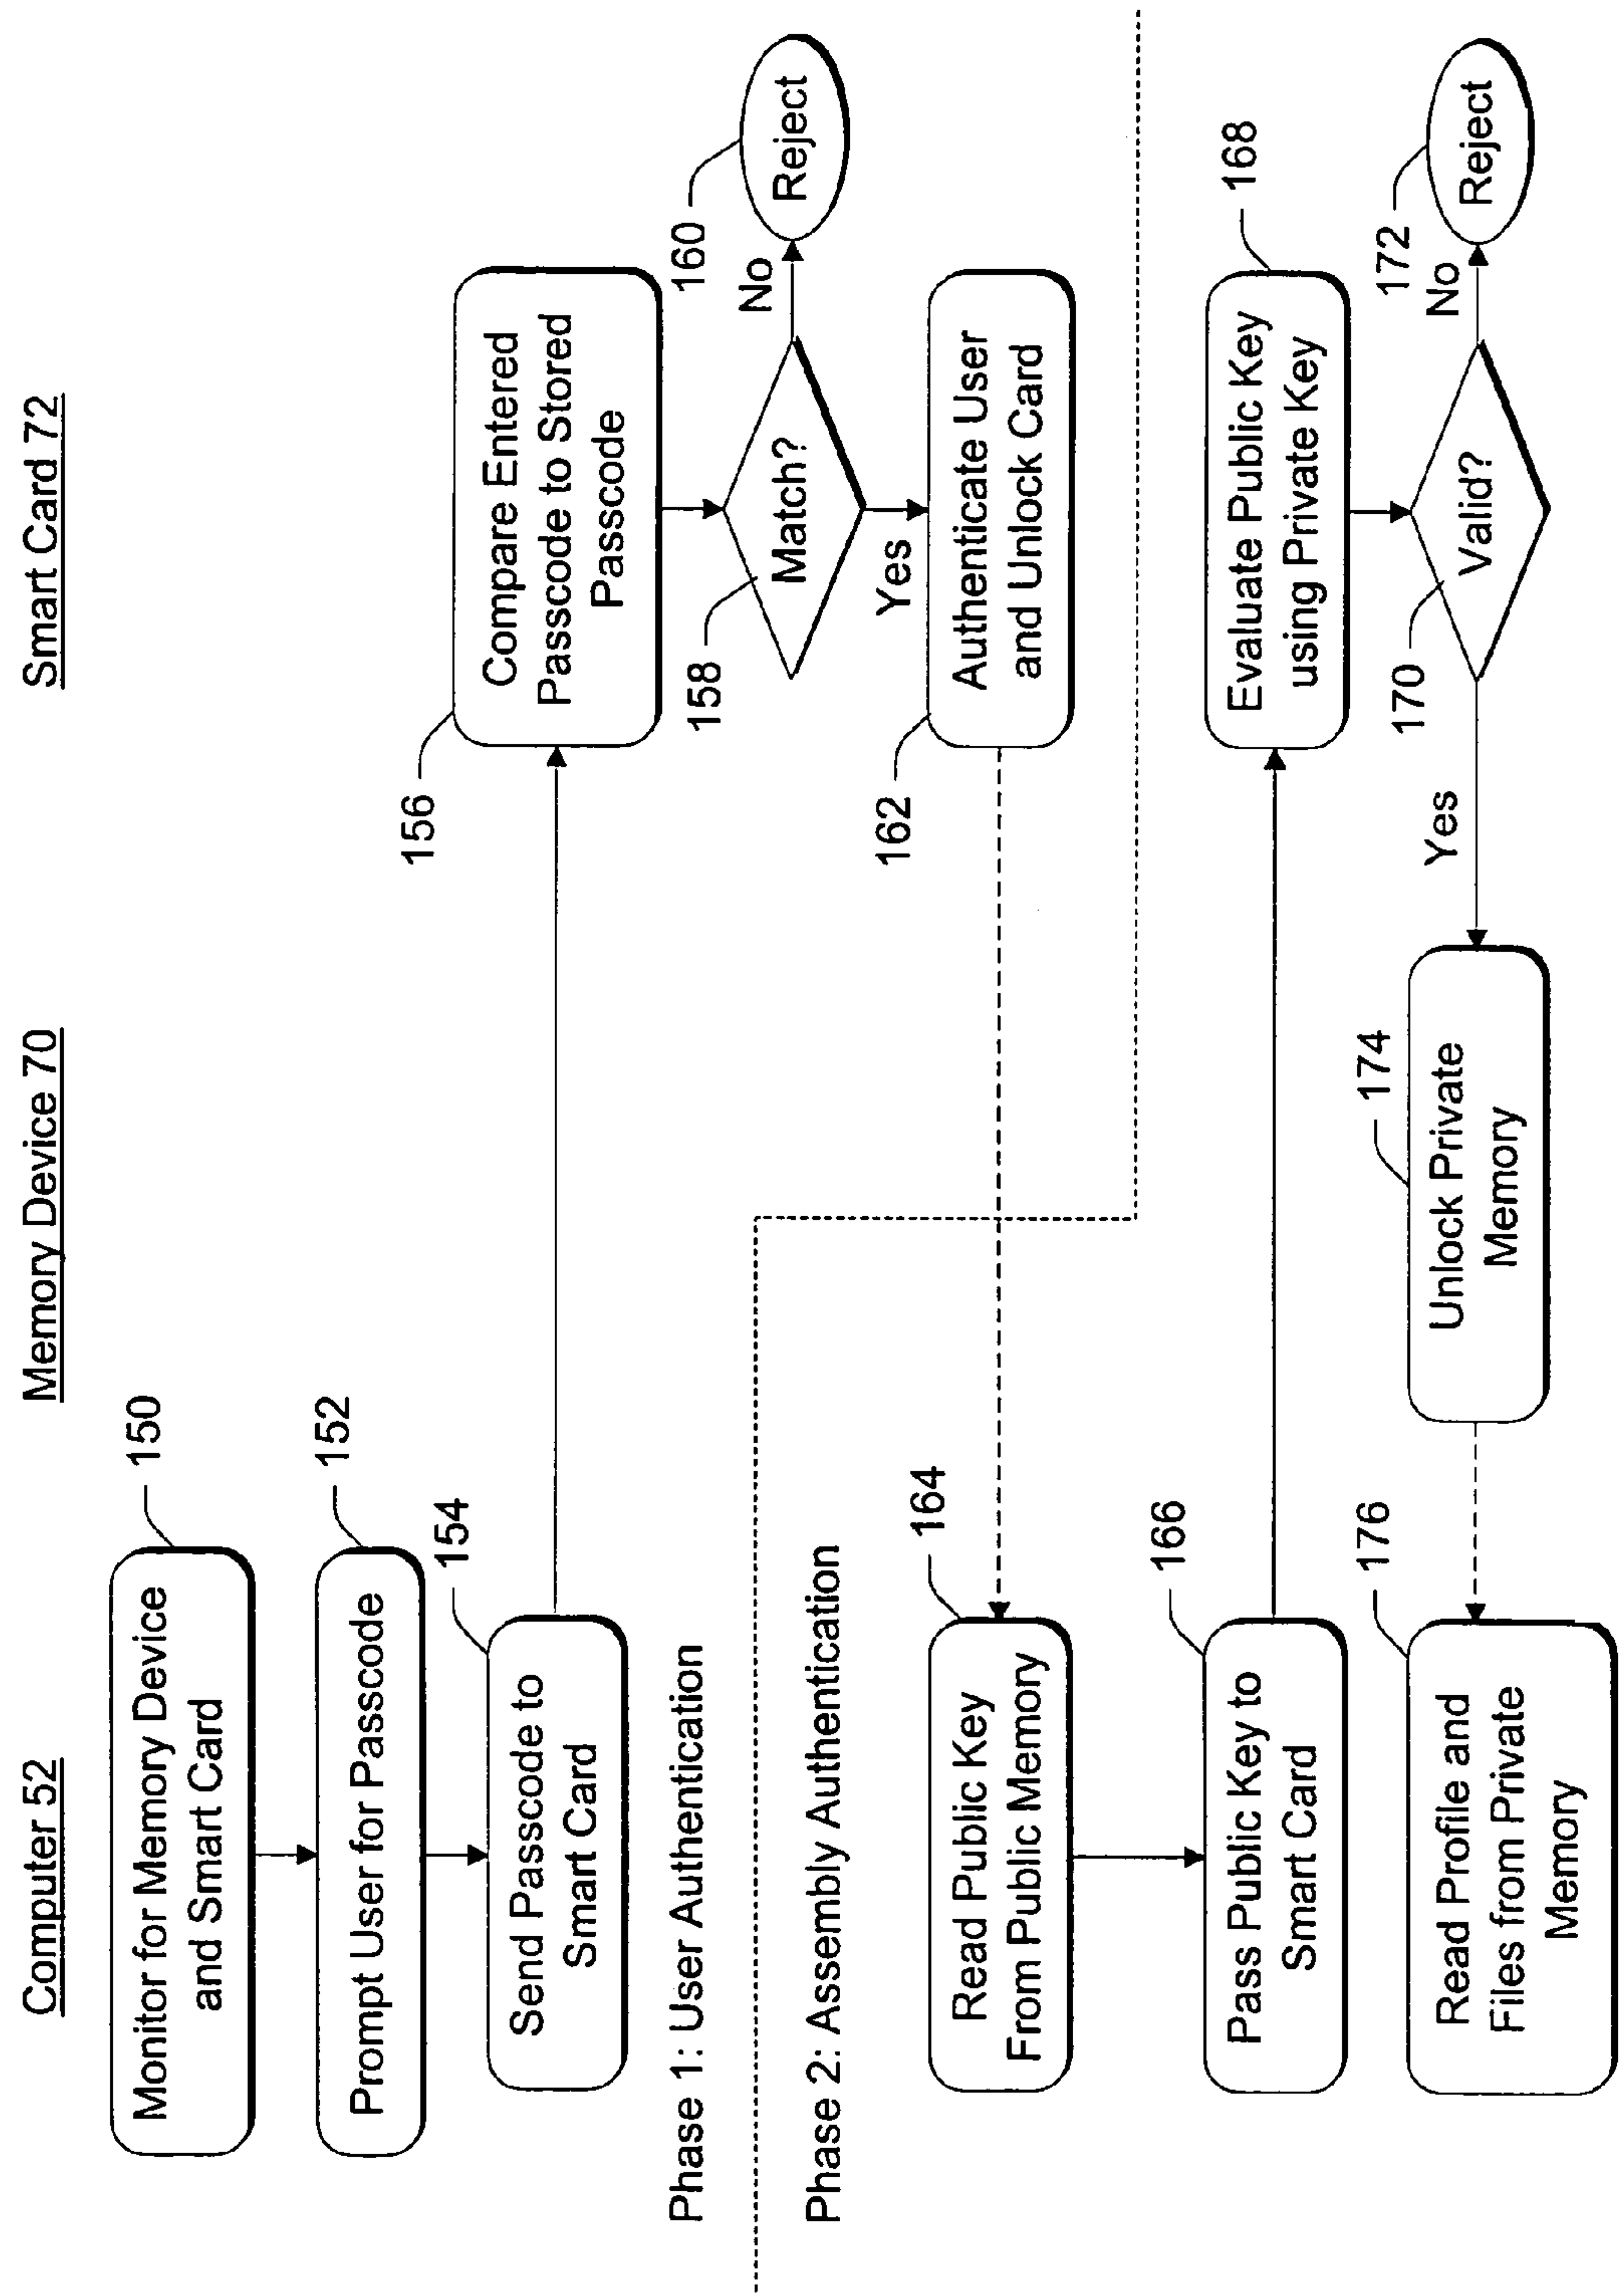 Computer 52
Memory Device 70
Smart Card 72
Monitor for Memory Device
and Smart Card
150
Prompt User for Passcode
152
Send Passcode to
Smart Card
154
Compare Entered
Passcode to Stored
Passcode
156
Match?
158
No
Reject
160
Yes
Authenticate User
and Unlock Card
162
Phase 1: User Authentication
Phase 2: Assembly Authentication
Read Public Key
From Public Memory
164
Pass Public Key to
Smart Card
166
Evaluate Public Key
using Private Key
168
Valid?
170
No
Reject
172
Yes
Unlock Private
Memory
174
Read Profile and
Files from Private
Memory
176